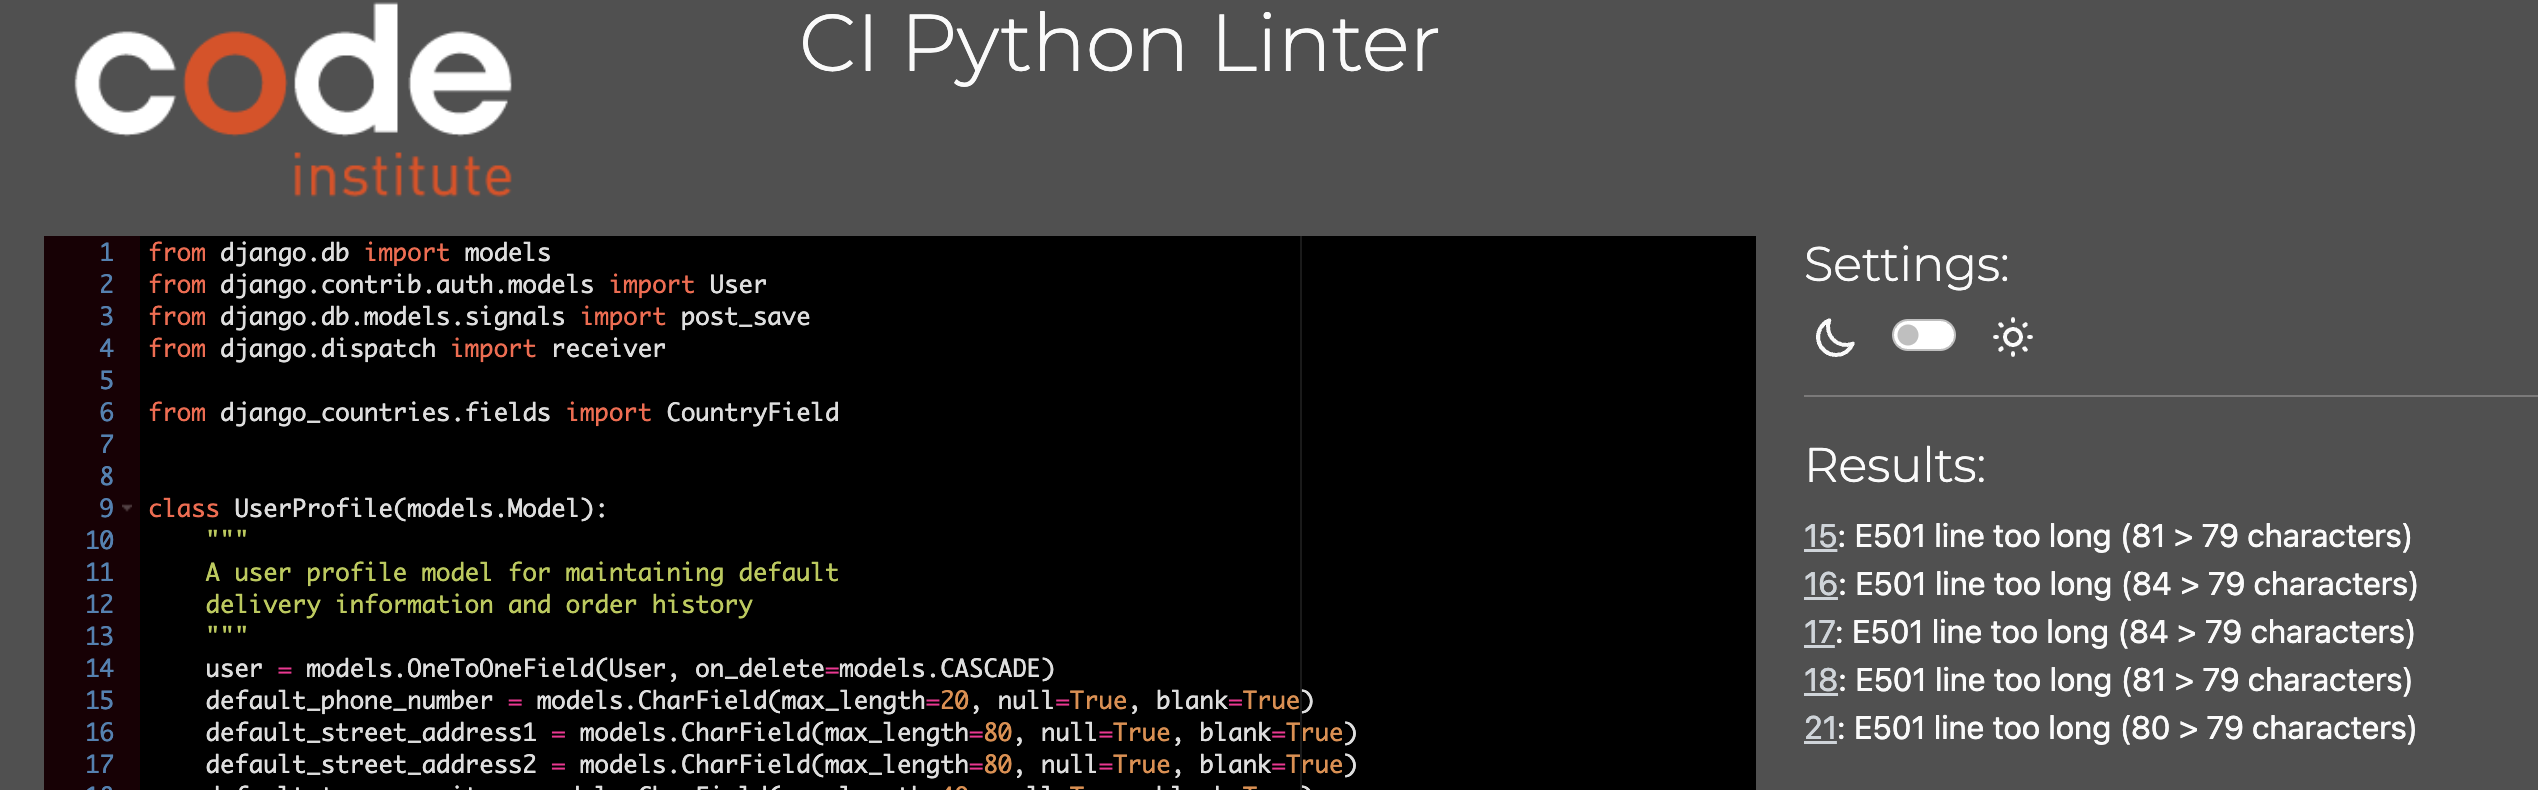 code
institute
CI Python Linter
1 from django.db import models
2 from django.contrib.auth.models import User
3 from django.db.models.signals import post_save
4 from django.dispatch import receiver
5
6 from django_countries.fields import CountryField
7
8
9 class UserProfile(models.Model):
10     """
11     A user profile model for maintaining default
12     delivery information and order history
13     """
14     user = models.OneToOneField(User, on_delete=models.CASCADE)
15     default_phone_number = models.CharField(max_length=20, null=True, blank=True)
16     default_street_address1 = models.CharField(max_length=80, null=True, blank=True)
17     default_street_address2 = models.CharField(max_length=80, null=True, blank=True)
Settings:
Results:
15: E501 line too long (81 > 79 characters)
16: E501 line too long (84 > 79 characters)
17: E501 line too long (84 > 79 characters)
18: E501 line too long (81 > 79 characters)
21: E501 line too long (80 > 79 characters)